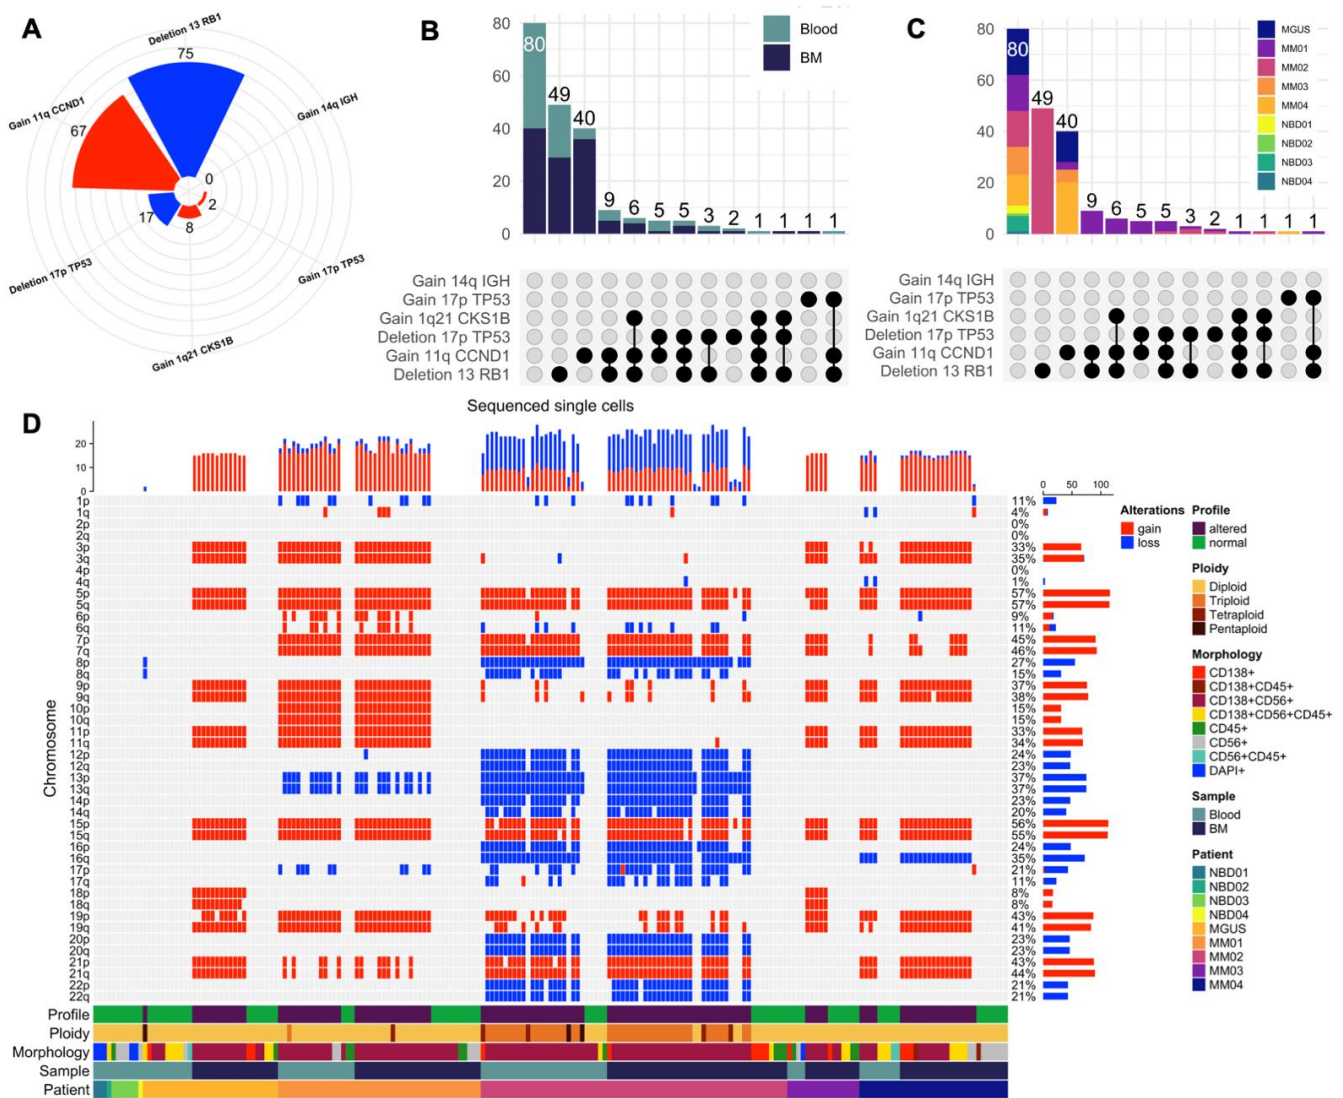 A
Deletion 13 RB1
75
Gain 11q CCND1
67
Gain 14q IGH
0
2
17
8
Deletion 17p TP53
Gain 17p TP53
Gain 1q21 CKS1B
B
80
60
40
20
0
80
49
40
9
6
5
5
3
2
1
1
1
Blood
BM
Gain 14q IGH
Gain 17p TP53
Gain 1q21 CKS1B
Deletion 17p TP53
Gain 11q CCND1
Deletion 13 RB1
C
80
60
40
20
0
80
49
40
9
6
5
5
3
2
1
1
1
1
MGUS
MM01
MM02
MM03
MM04
NBD01
NBD02
NBD03
NBD04
Gain 14q IGH
Gain 17p TP53
Gain 1q21 CKS1B
Deletion 17p TP53
Gain 11q CCND1
Deletion 13 RB1
D
Sequenced single cells
20
10
0
Chromosome
0 50 100
1p 11%
1q 4%
2p 0%
2q 0%
3p 33%
3q 35%
4p 0%
4q 1%
5p 57%
5q 57%
6p 9%
6q 11%
7p 45%
7q 46%
8p 27%
8q 15%
9p 37%
9q 38%
10p 15%
10q 15%
11p 33%
11q 34%
12p 24%
12q 23%
13p 37%
13q 37%
14p 23%
14q 20%
15p 56%
15q 55%
16p 24%
16q 35%
17p 21%
17q 11%
18p 8%
18q 8%
19p 43%
19q 41%
20p 23%
20q 23%
21p 43%
21q 44%
22p 21%
22q 21%
Profile
Ploidy
Morphology
Sample
Patient
Alterations
gain
loss
Profile
altered
normal
Ploidy
Diploid
Triploid
Tetraploid
Pentaploid
Morphology
CD138+
CD138+CD45+
CD138+CD56+
CD138+CD56+CD45+
CD45+
CD56+
CD56+CD45+
DAPI+
Sample
Blood
BM
Patient
NBD01
NBD02
NBD03
NBD04
MGUS
MM01
MM02
MM03
MM04